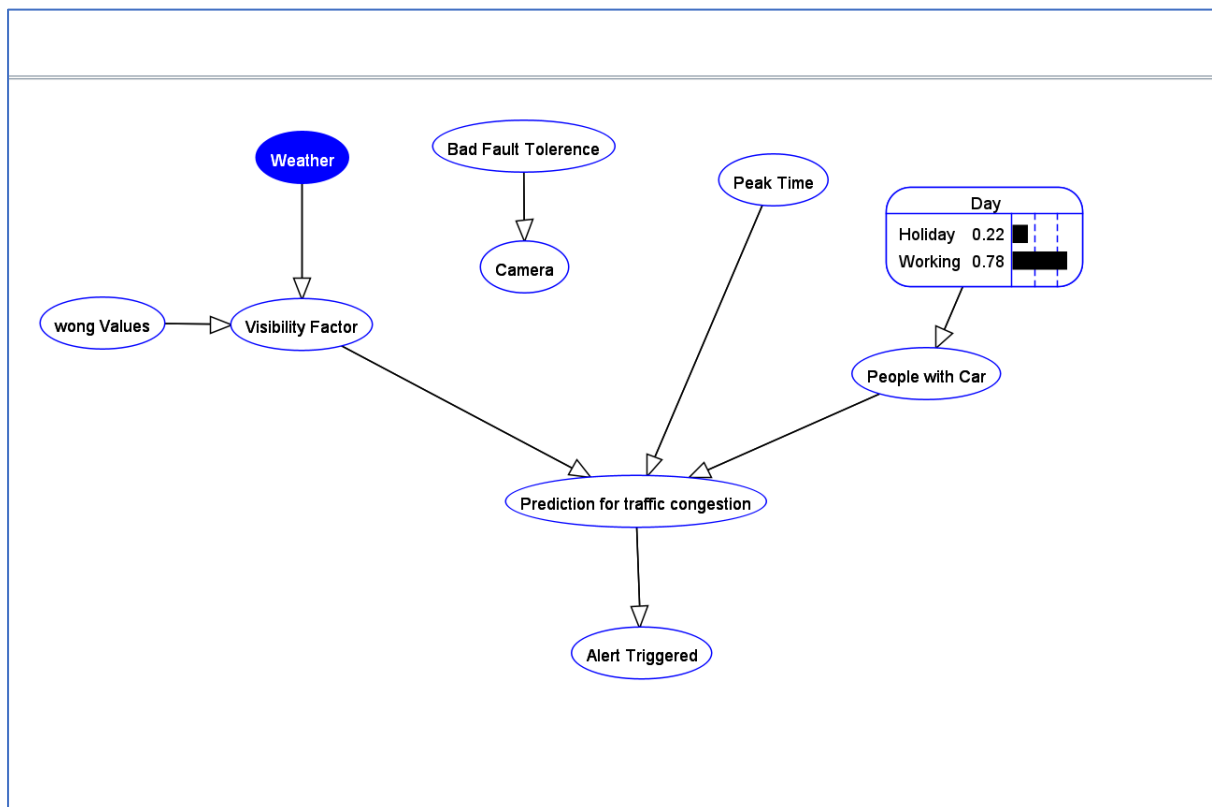 Weather
Bad Fault Tolerence
Peak Time
Day
Holiday 0.22
Working 0.78
Camera
wong Values
Visibility Factor
People with Car
Prediction for traffic congestion
Alert Triggered